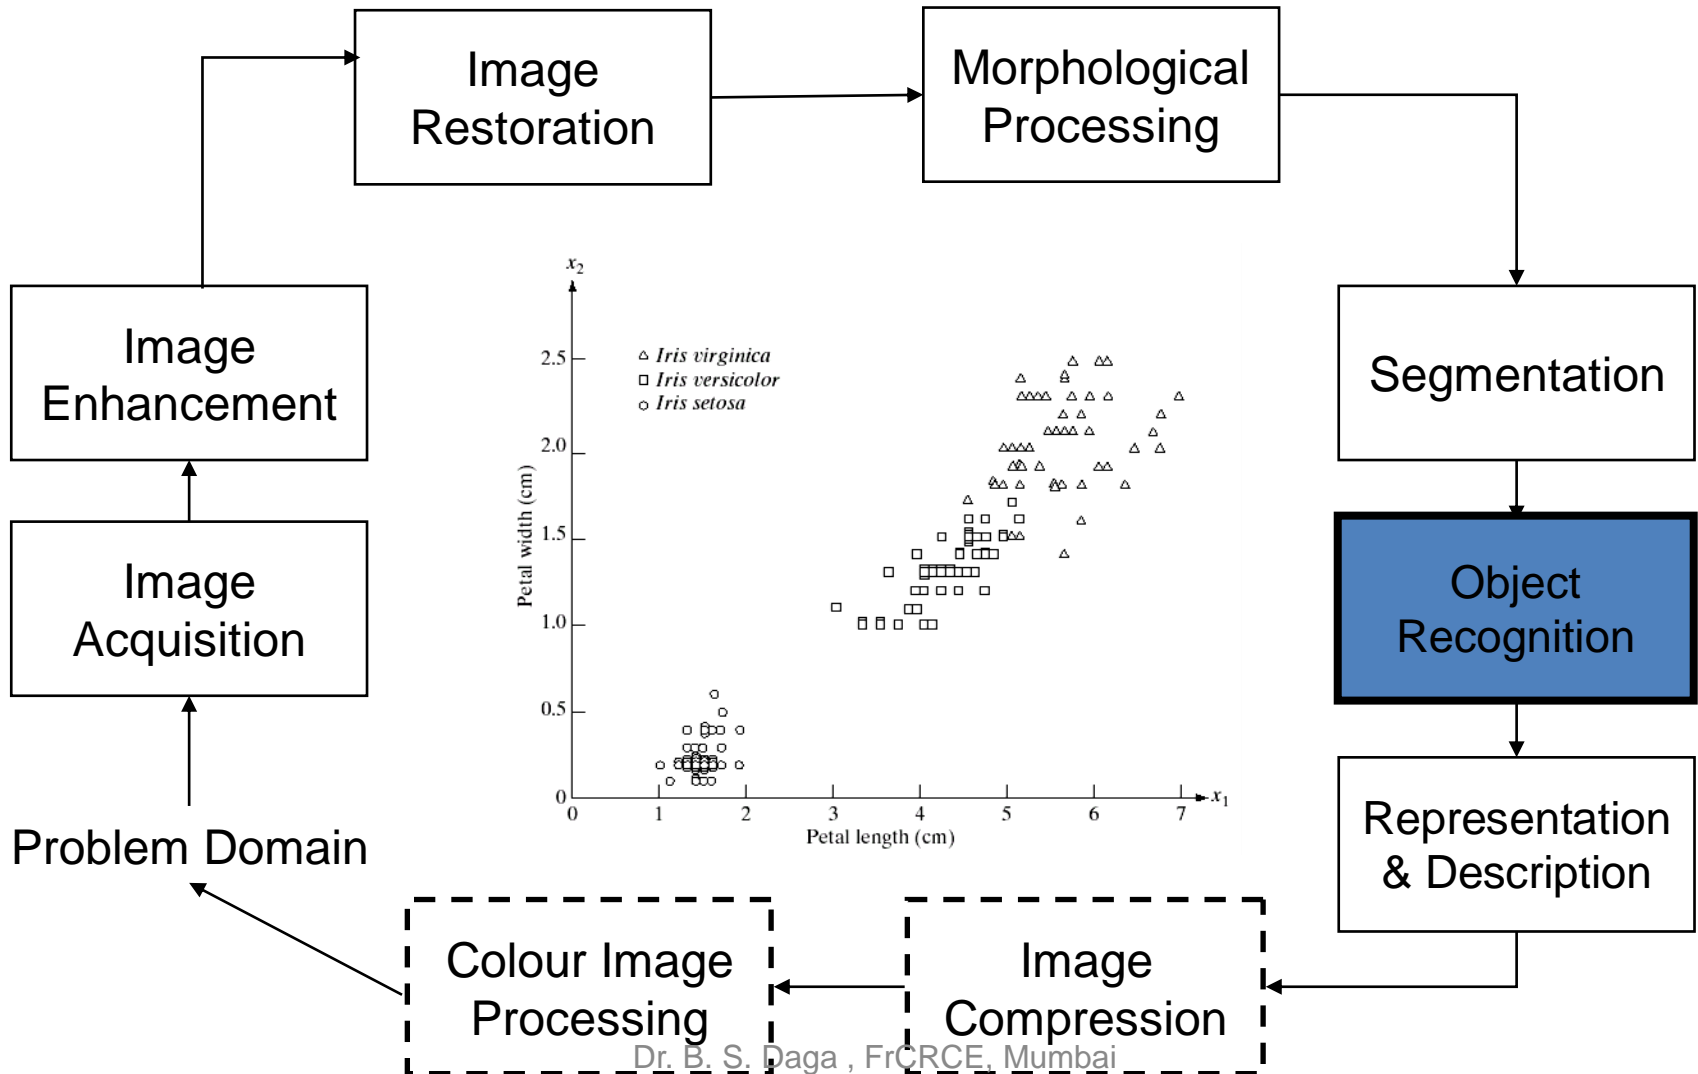 Image
Restoration
Morphological
Processing
Image
Enhancement
Segmentation
Image
Acquisition
Object
Recognition
Problem Domain
Representation
& Description
Colour Image
Processing
Image
Compression
x2
2.5
2.0
1.5
1.0
0.5
0
Petal width (cm)
Iris virginica
Iris versicolor
Iris setosa
0 1 2 3 4 5 6 7
x1
Petal length (cm)
Dr. B. S. Daga , FrCRCE, Mumbai